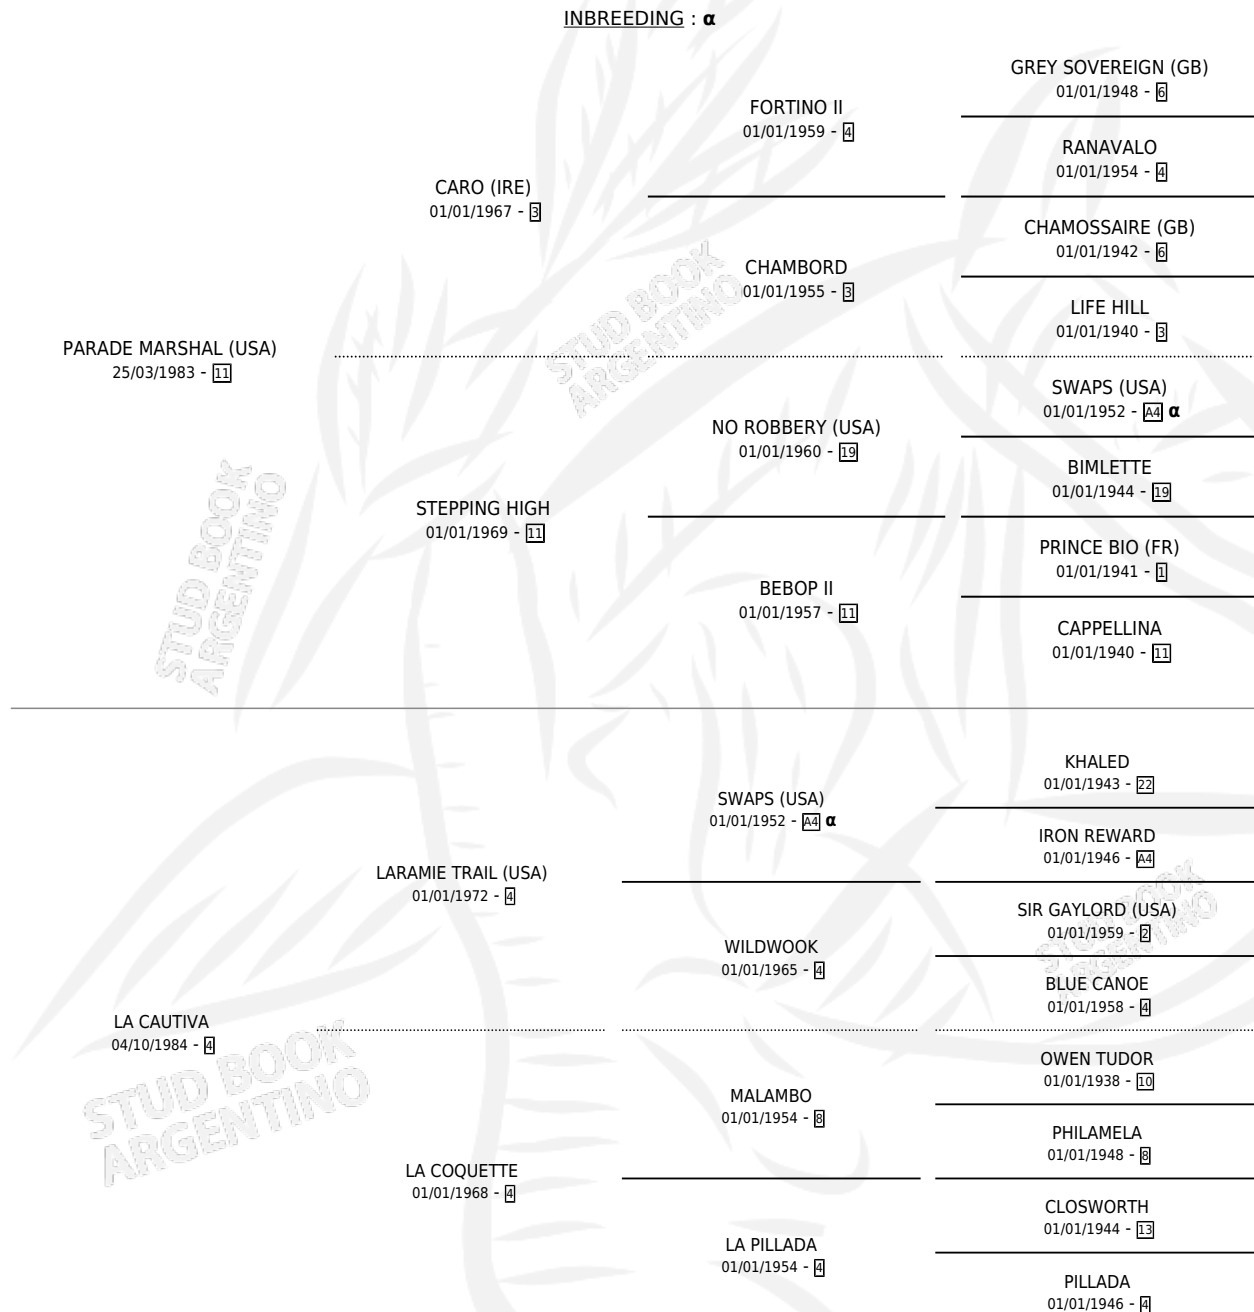 INBREEDING : α
GREY SOVEREIGN (GB)
01/01/1948 - 6
FORTINO II
01/01/1959 - 4
RANAVALO
01/01/1954 - 4
CARO (IRE)
01/01/1967 - 3
CHAMOSSAIRE (GB)
01/01/1942 - 6
CHAMBORD
01/01/1955 - 3
LIFE HILL
01/01/1940 - 3
PARADE MARSHAL (USA)
25/03/1983 - 11
SWAPS (USA)
01/01/1952 - A4 α
NO ROBBERY (USA)
01/01/1960 - 19
BIMLETTE
01/01/1944 - 19
STEPPING HIGH
01/01/1969 - 11
PRINCE BIO (FR)
01/01/1941 - 1
BEBOP II
01/01/1957 - 11
CAPPELLINA
01/01/1940 - 11
KHALED
01/01/1943 - 22
SWAPS (USA)
01/01/1952 - A4 α
IRON REWARD
01/01/1946 - A4
LARAMIE TRAIL (USA)
01/01/1972 - 4
SIR GAYLORD (USA)
01/01/1959 - 2
WILDWOOK
01/01/1965 - 4
BLUE CANOE
01/01/1958 - 4
LA CAUTIVA
04/10/1984 - 4
OWEN TUDOR
01/01/1938 - 10
MALAMBO
01/01/1954 - 8
PHILAMELA
01/01/1948 - 8
LA COQUETTE
01/01/1968 - 4
CLOSWORTH
01/01/1944 - 13
LA PILLADA
01/01/1954 - 4
PILLADA
01/01/1946 - 4
STUD BOOK
ARGENTINO
STUD BOOK
ARGENTINO
STUD BOOK
ARGENTINO
STUD BOOK
ARGENTINO